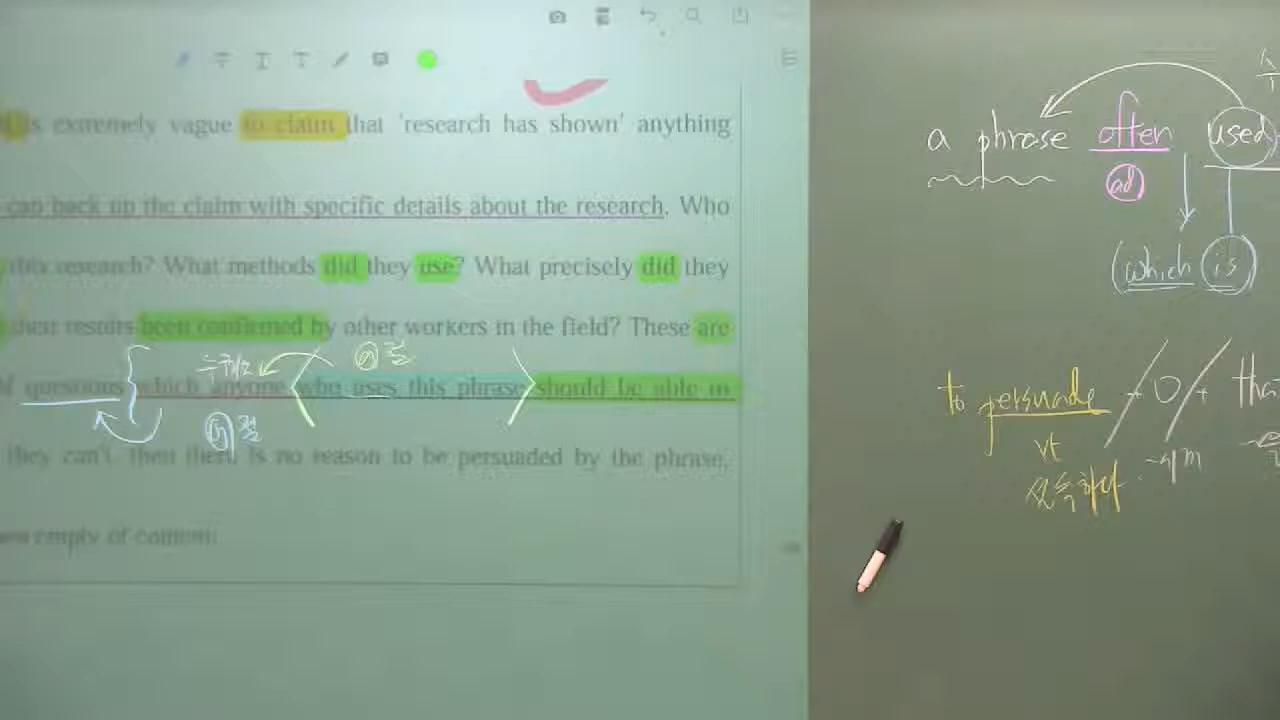 is extremely vague to claim that 'research has shown' anything
can back up the claim with specific details about the research. Who
this research? What methods did they use? What precisely did they
these results been confirmed by other workers in the field? These are
of questions which anyone who uses this phrase should be able to
they can't, then there is no reason to be persuaded by the phrase,
empty of content.
a phrase often used
ad
(which is
to persuade + O + tha
vt
설득하다